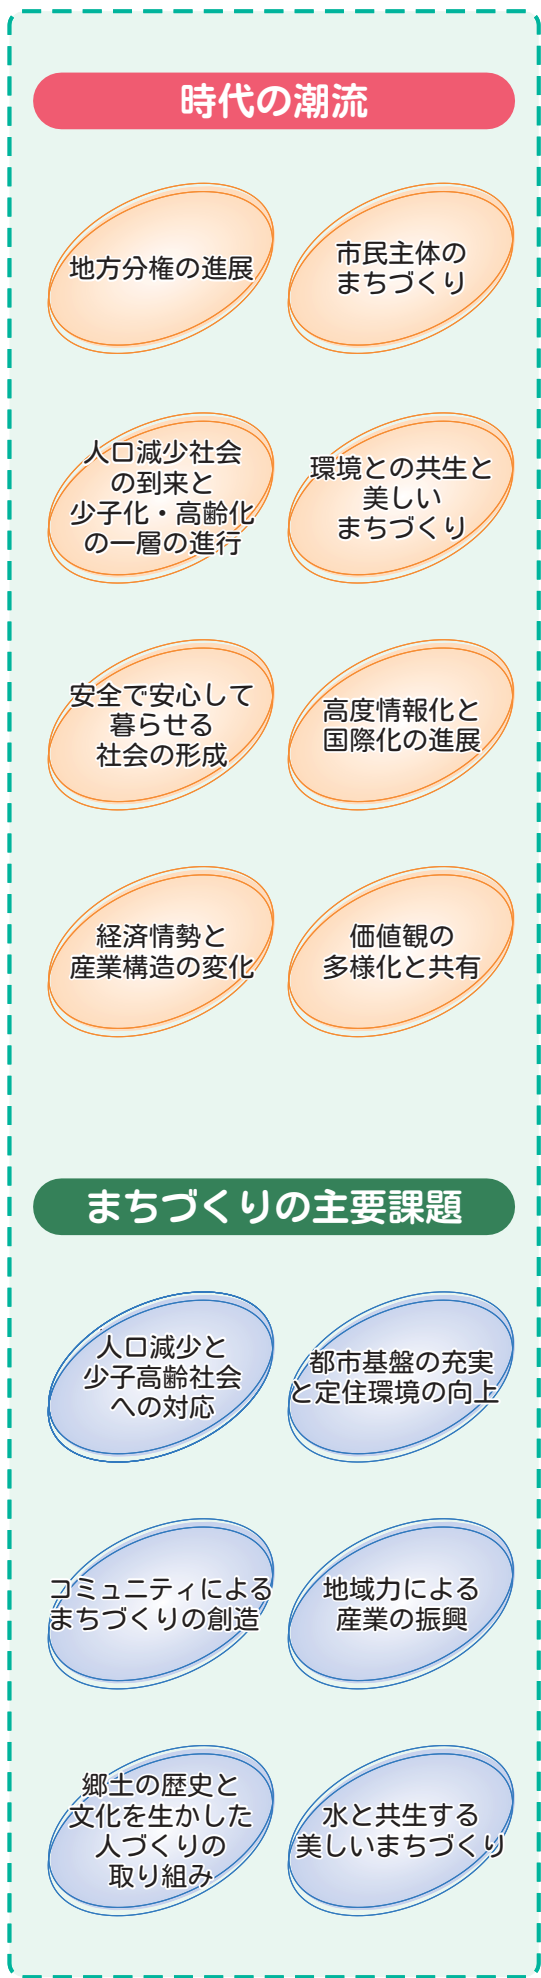 時代の潮流
地方分権の進展
市民主体の
まちづくり
人口減少社会
の到来と
少子化・高齢化
の一層の進行
環境との共生と
美しい
まちづくり
安全で安心して
暮らせる
社会の形成
高度情報化と
国際化の進展
経済情勢と
産業構造の変化
価値観の
多様化と共有
まちづくりの主要課題
人口減少と
少子高齢社会
への対応
都市基盤の充実
と定住環境の向上
コミュニティによる
まちづくりの創造
地域力による
産業の振興
郷土の歴史と
文化を生かした
人づくりの
取り組み
水と共生する
美しいまちづくり